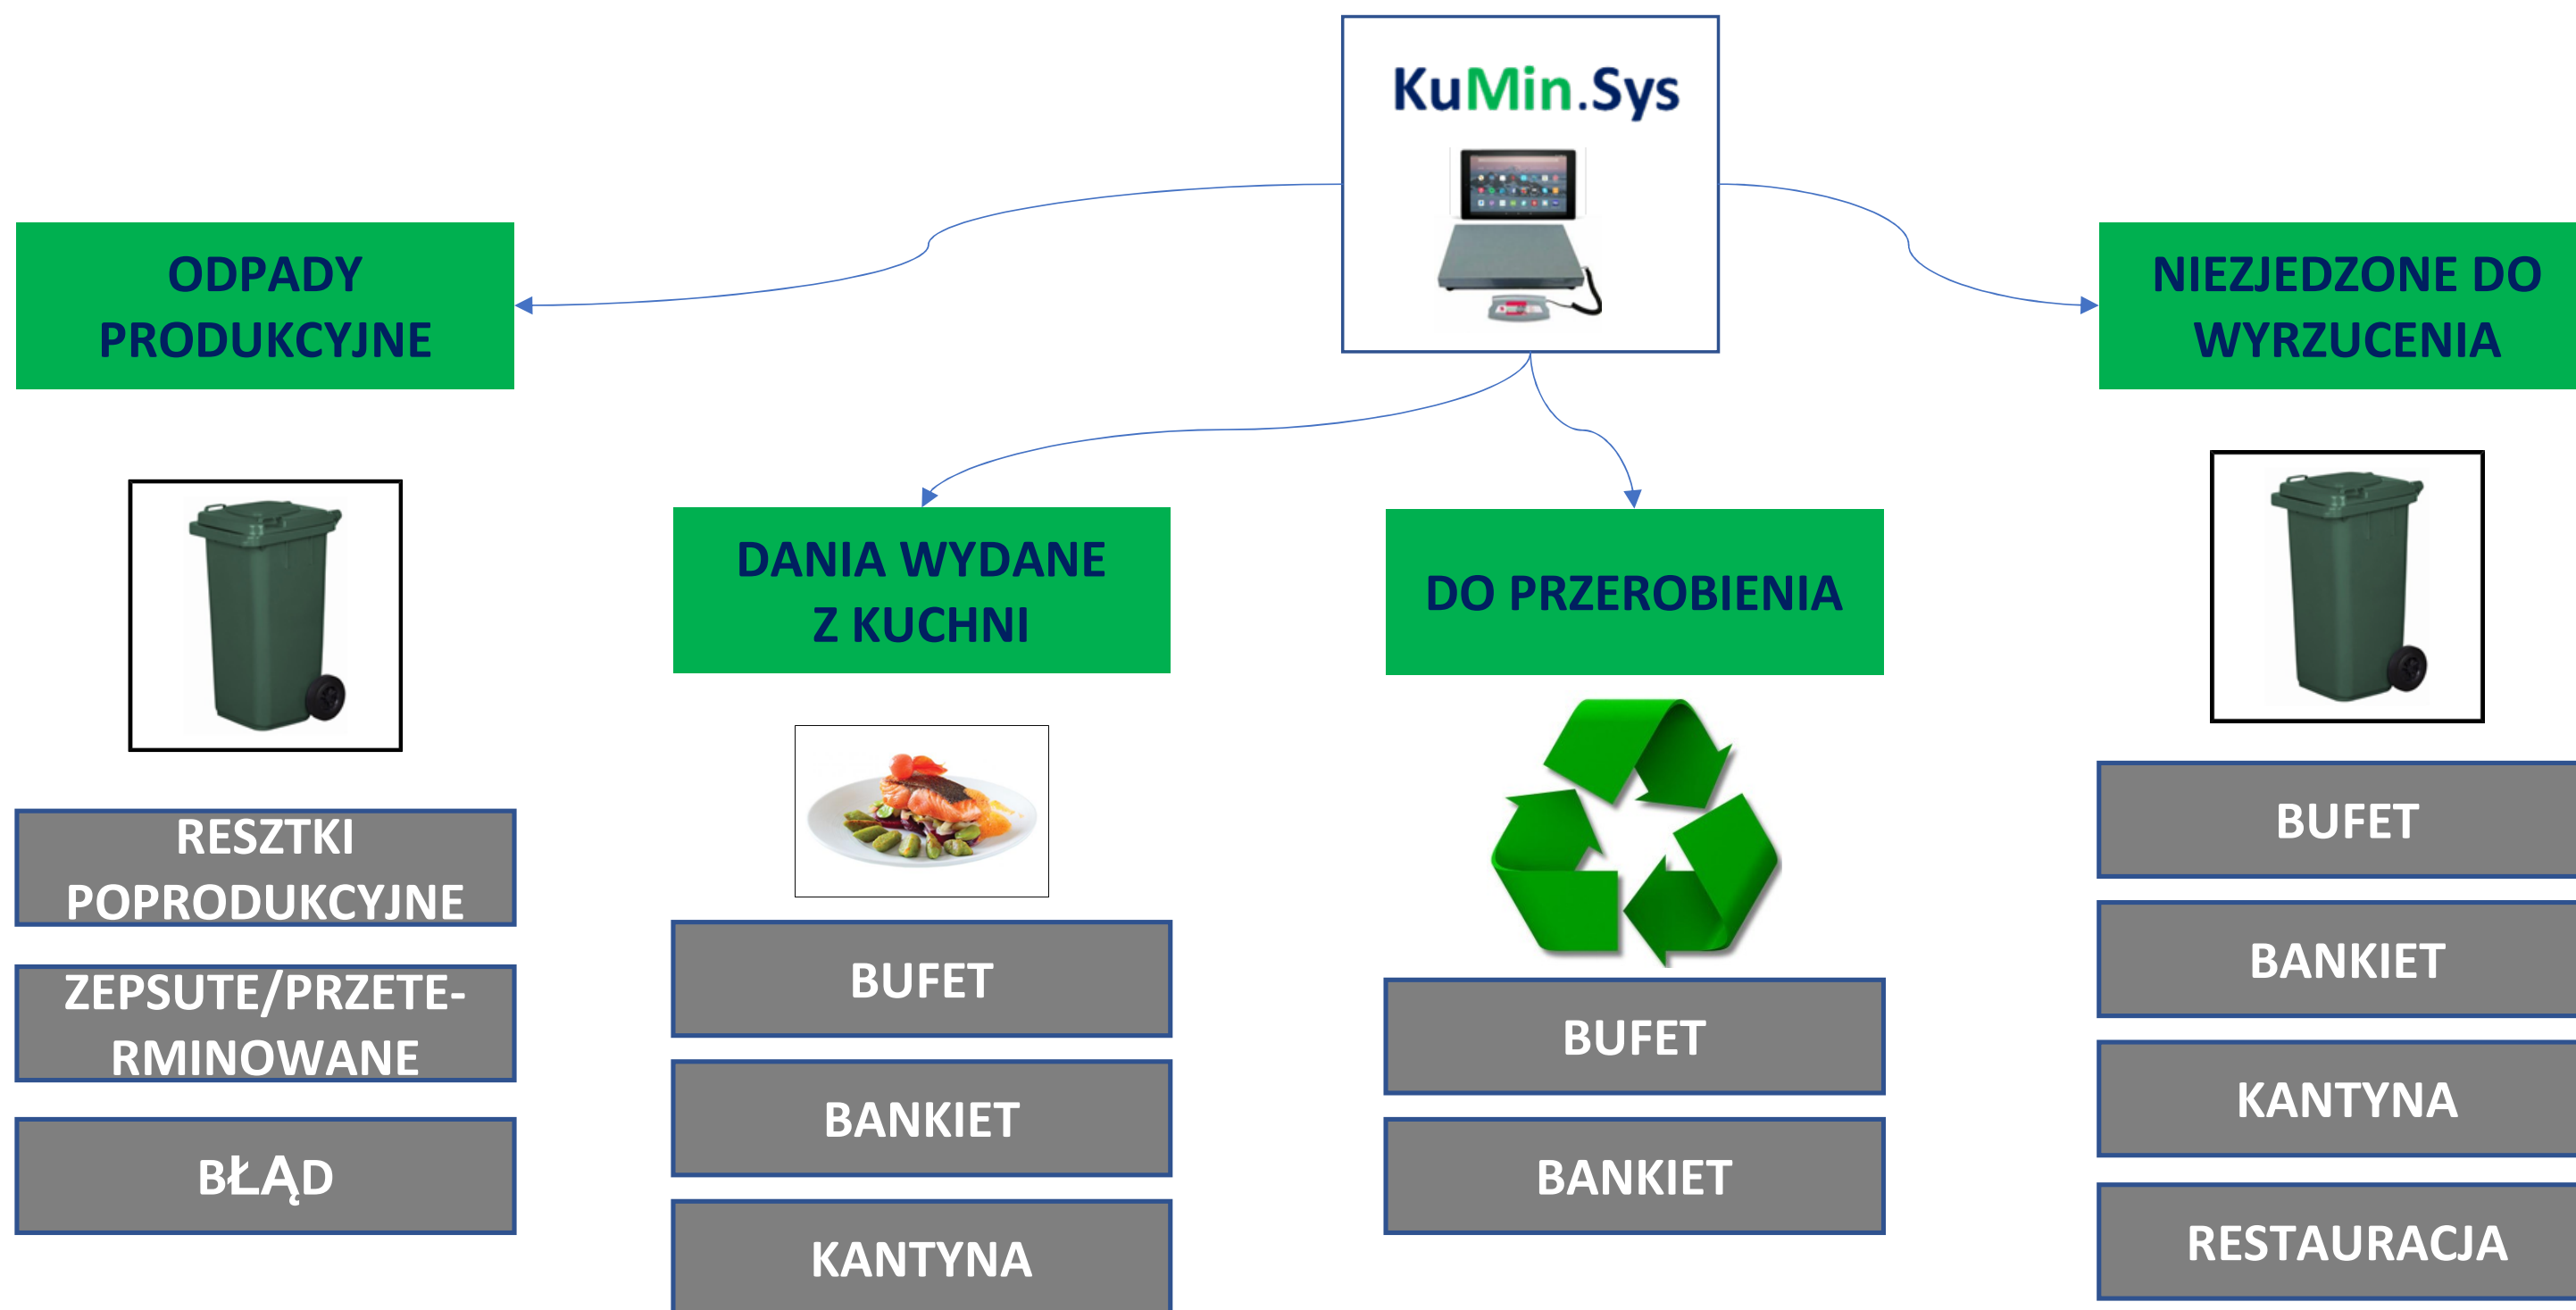 KuMin.Sys
ODPADY
PRODUKCYJNE
NIEZJEDZONE DO
WYRZUCENIA
DANIA WYDANE
Z KUCHNI
DO PRZEROBIENIA
RESZTKI
POPRODUKCYJNE
ZEPSUTE/PRZETE-
RMINOWANE
BŁĄD
BUFET
BANKIET
KANTYNA
BUFET
BANKIET
BUFET
BANKIET
KANTYNA
RESTAURACJA